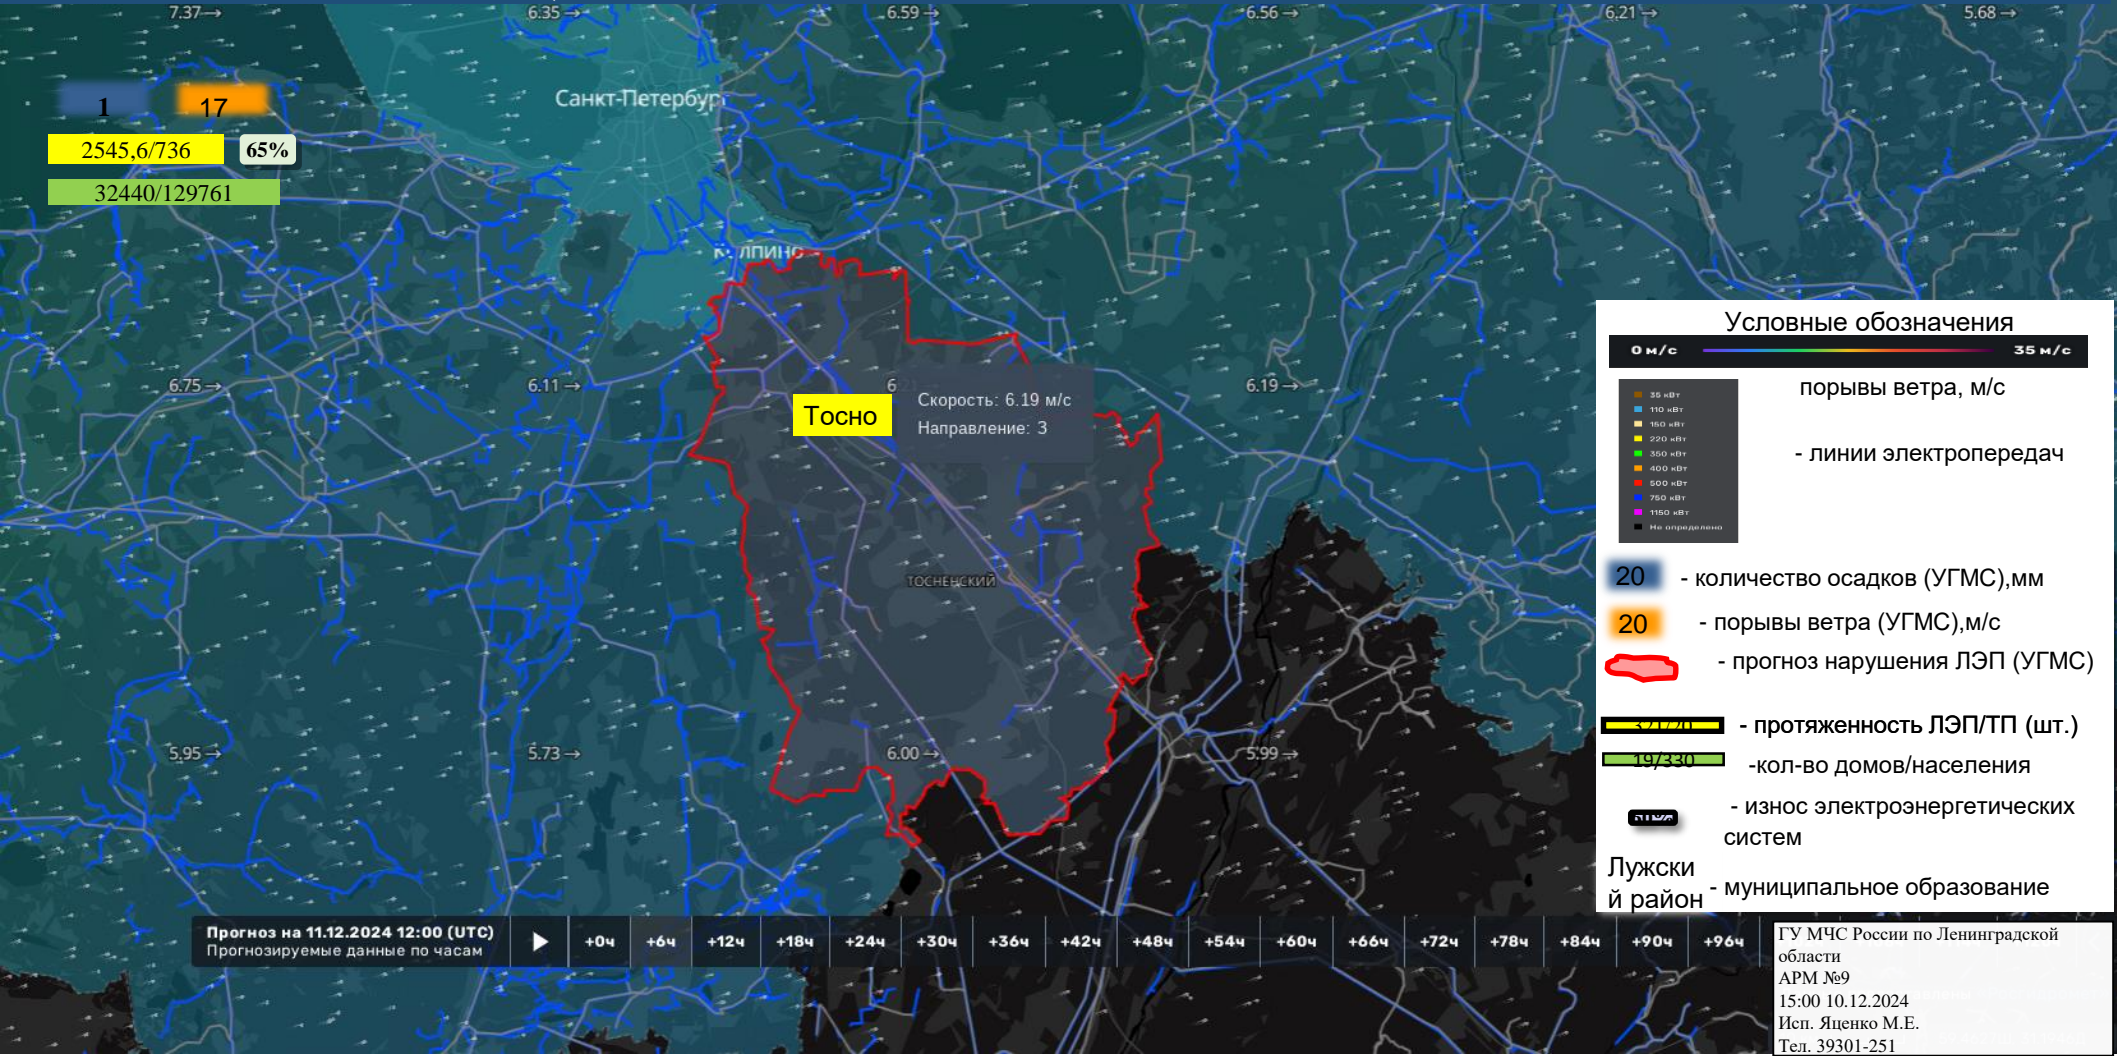 7.37→
6.35→
6.59→
6.56→
6.21→
5.68→
1
17
2545,6/736
65%
32440/129761
Санкт-Петербург
6.75→
6.11→
6.19→
Тосно
Скорость: 6.19 м/с
Направление: З
ТОСНЕНСКИЙ
5.95→
5.73→
6.00→
5.99→
Условные обозначения
0 м/с
35 м/с
порывы ветра, м/с
35 кВт
110 кВт
150 кВт
220 кВт
350 кВт
400 кВт
500 кВт
750 кВт
1150 кВт
Не определено
- линии электропередач
20
- количество осадков (УГМС),мм
20
- порывы ветра (УГМС),м/с
- прогноз нарушения ЛЭП (УГМС)
321/20
- протяженность ЛЭП/ТП (шт.)
19/330
-кол-во домов/населения
- износ электроэнергетических
систем
Лужски
й район
- муниципальное образование
Прогноз на 11.12.2024 12:00 (UTC)
Прогнозируемые данные по часам
+0ч
+6ч
+12ч
+18ч
+24ч
+30ч
+36ч
+42ч
+48ч
+54ч
+60ч
+66ч
+72ч
+78ч
+84ч
+90ч
+96ч
ГУ МЧС России по Ленинградской
области
АРМ №9
15:00 10.12.2024
Исп. Яценко М.Е.
Тел. 39301-251